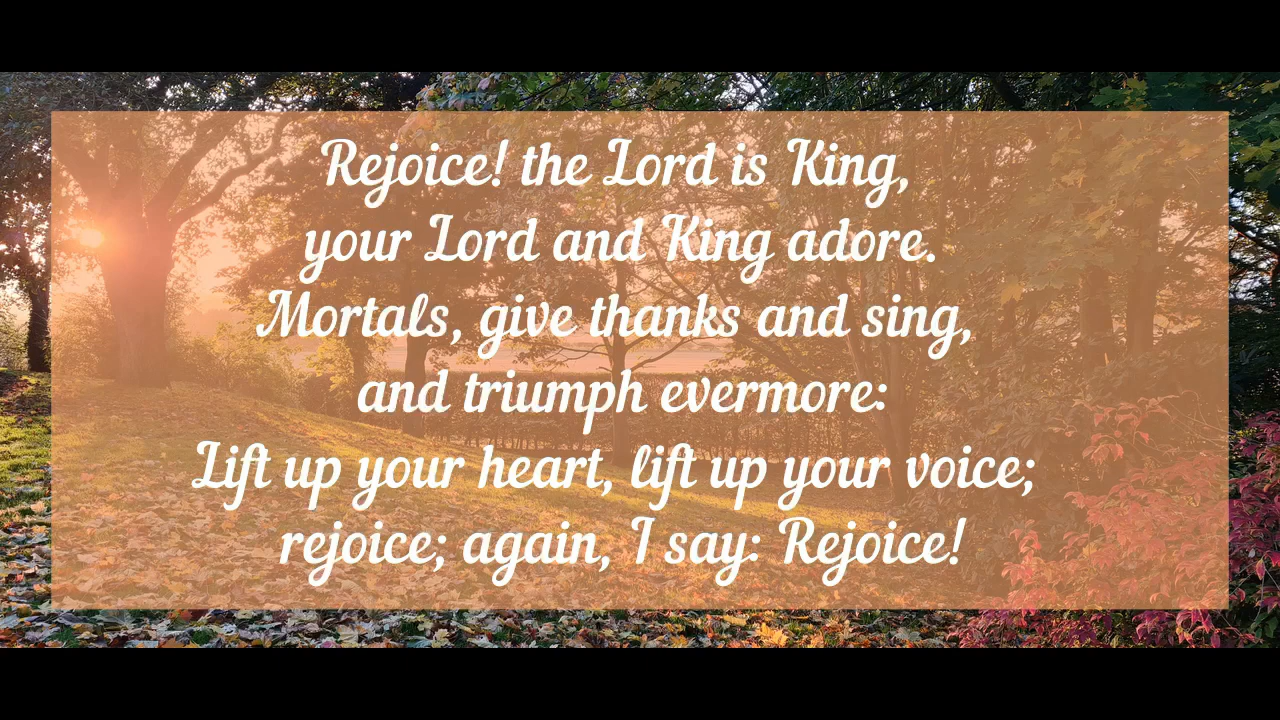 Rejoice! the Lord is King,
your Lord and King adore.
Mortals, give thanks and sing,
and triumph evermore:
Lift up your heart, lift up your voice;
rejoice; again, I say: Rejoice!